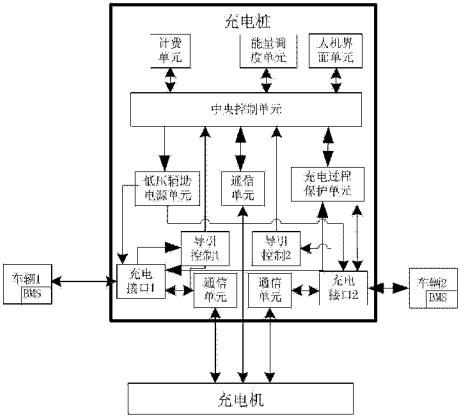 充电桩
计费
单元
能量调
度单元
人机界
面单元
中央控制单元
低压辅助
电源单元
通信
单元
充电过程
保护单元
导引
控制1
导引
控制2
车辆1
BMS
充电
接口1
通信
单元
通信
单元
充电
接口2
车辆2
BMS
充电机